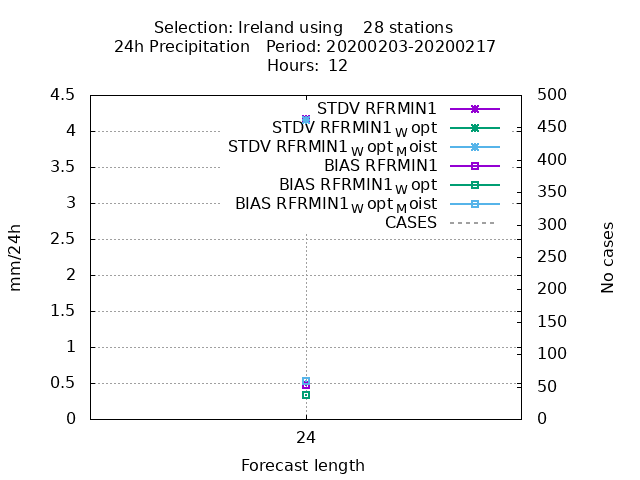 Selection: Ireland using    28 stations
24h Precipitation   Period: 20200203-20200217
Hours:  12
4.5
4
3.5
3
2.5
2
1.5
1
0.5
0
500
450
400
350
300
250
200
150
100
50
0
STDV RFRMIN1
STDV RFRMIN1Wopt
STDV RFRMIN1WoptMoist
BIAS RFRMIN1
BIAS RFRMIN1Wopt
BIAS RFRMIN1WoptMoist
CASES
mm/24h
No cases
24
Forecast length